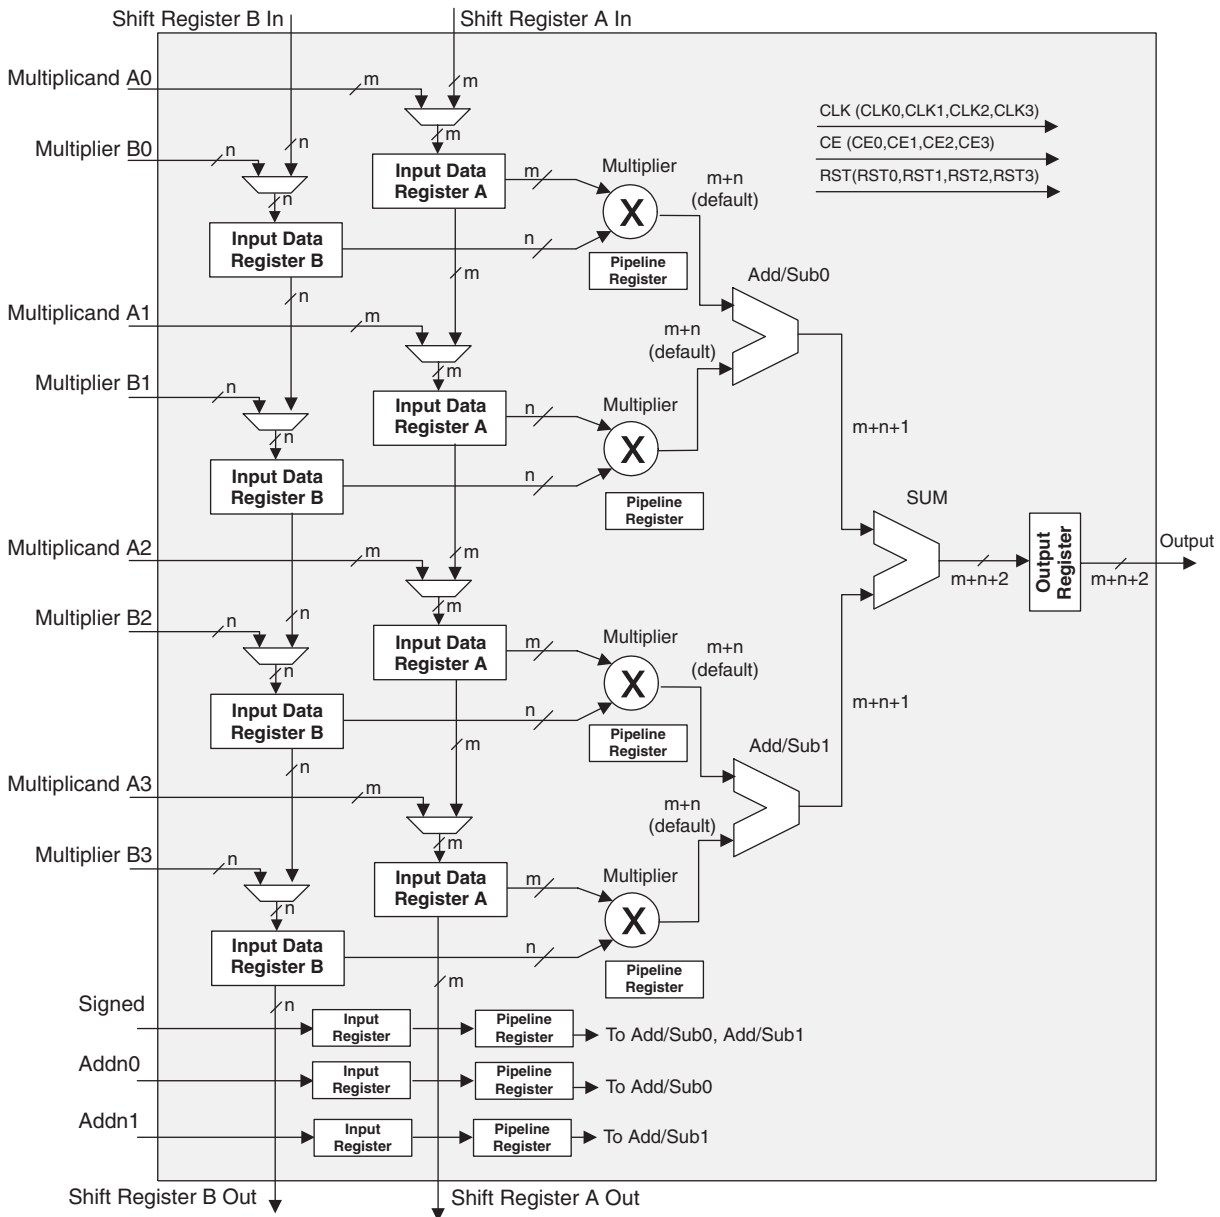 Shift Register B In
Shift Register A In
Multiplicand A0
m
m
CLK (CLK0,CLK1,CLK2,CLK3)
CE (CE0,CE1,CE2,CE3)
RST(RST0,RST1,RST2,RST3)
Multiplier B0
n
n
m
Input Data
Register A
m
Multiplier
X
m+n
(default)
n
Input Data
Register B
n
Pipeline
Register
m
n
Add/Sub0
Multiplicand A1
m
m+n
(default)
m
Multiplier B1
n
Input Data
Register A
n
Multiplier
X
n
Input Data
Register B
n
Pipeline
Register
m+n+1
SUM
Multiplicand A2
m
m
m+n+2
Output
Register
m+n+2
Output
m
Multiplier B2
n
n
Input Data
Register A
m
Multiplier
X
m+n
(default)
n
Input Data
Register B
n
Pipeline
Register
m+n+1
m
n
Add/Sub1
Multiplicand A3
m
m+n
(default)
m
Multiplier B3
n
Input Data
Register A
m
Multiplier
X
n
Input Data
Register B
n
Pipeline
Register
m
n
Signed
Input
Register
Pipeline
Register
To Add/Sub0, Add/Sub1
Addn0
Input
Register
Pipeline
Register
To Add/Sub0
Addn1
Input
Register
Pipeline
Register
To Add/Sub1
Shift Register B Out
Shift Register A Out